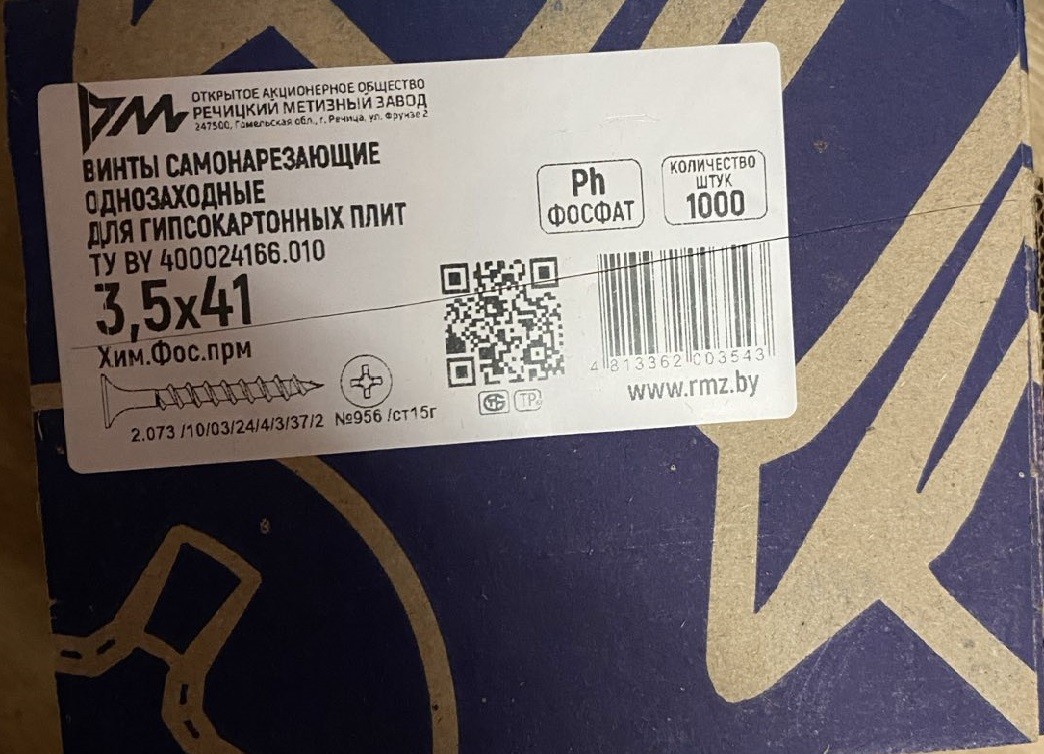 ОТКРЫТОЕ АКЦИОНЕРНОЕ ОБЩЕСТВО
РЕЧИЦКИЙ МЕТИЗНЫЙ ЗАВОД
247500, Гомельская обл., г. Речица, ул. Фрунзе 2
ВИНТЫ САМОНАРЕЗАЮЩИЕ
ОДНОЗАХОДНЫЕ
ДЛЯ ГИПСОКАРТОННЫХ ПЛИТ
ТУ BY 400024166.010
3,5х41
Хим.Фос.прм
2.073 /10/03/24/4/3/37/2 №956 /ст15г
Ph
ФОСФАТ
КОЛИЧЕСТВО
ШТУК
1000
4 813362 003543
www.rmz.by